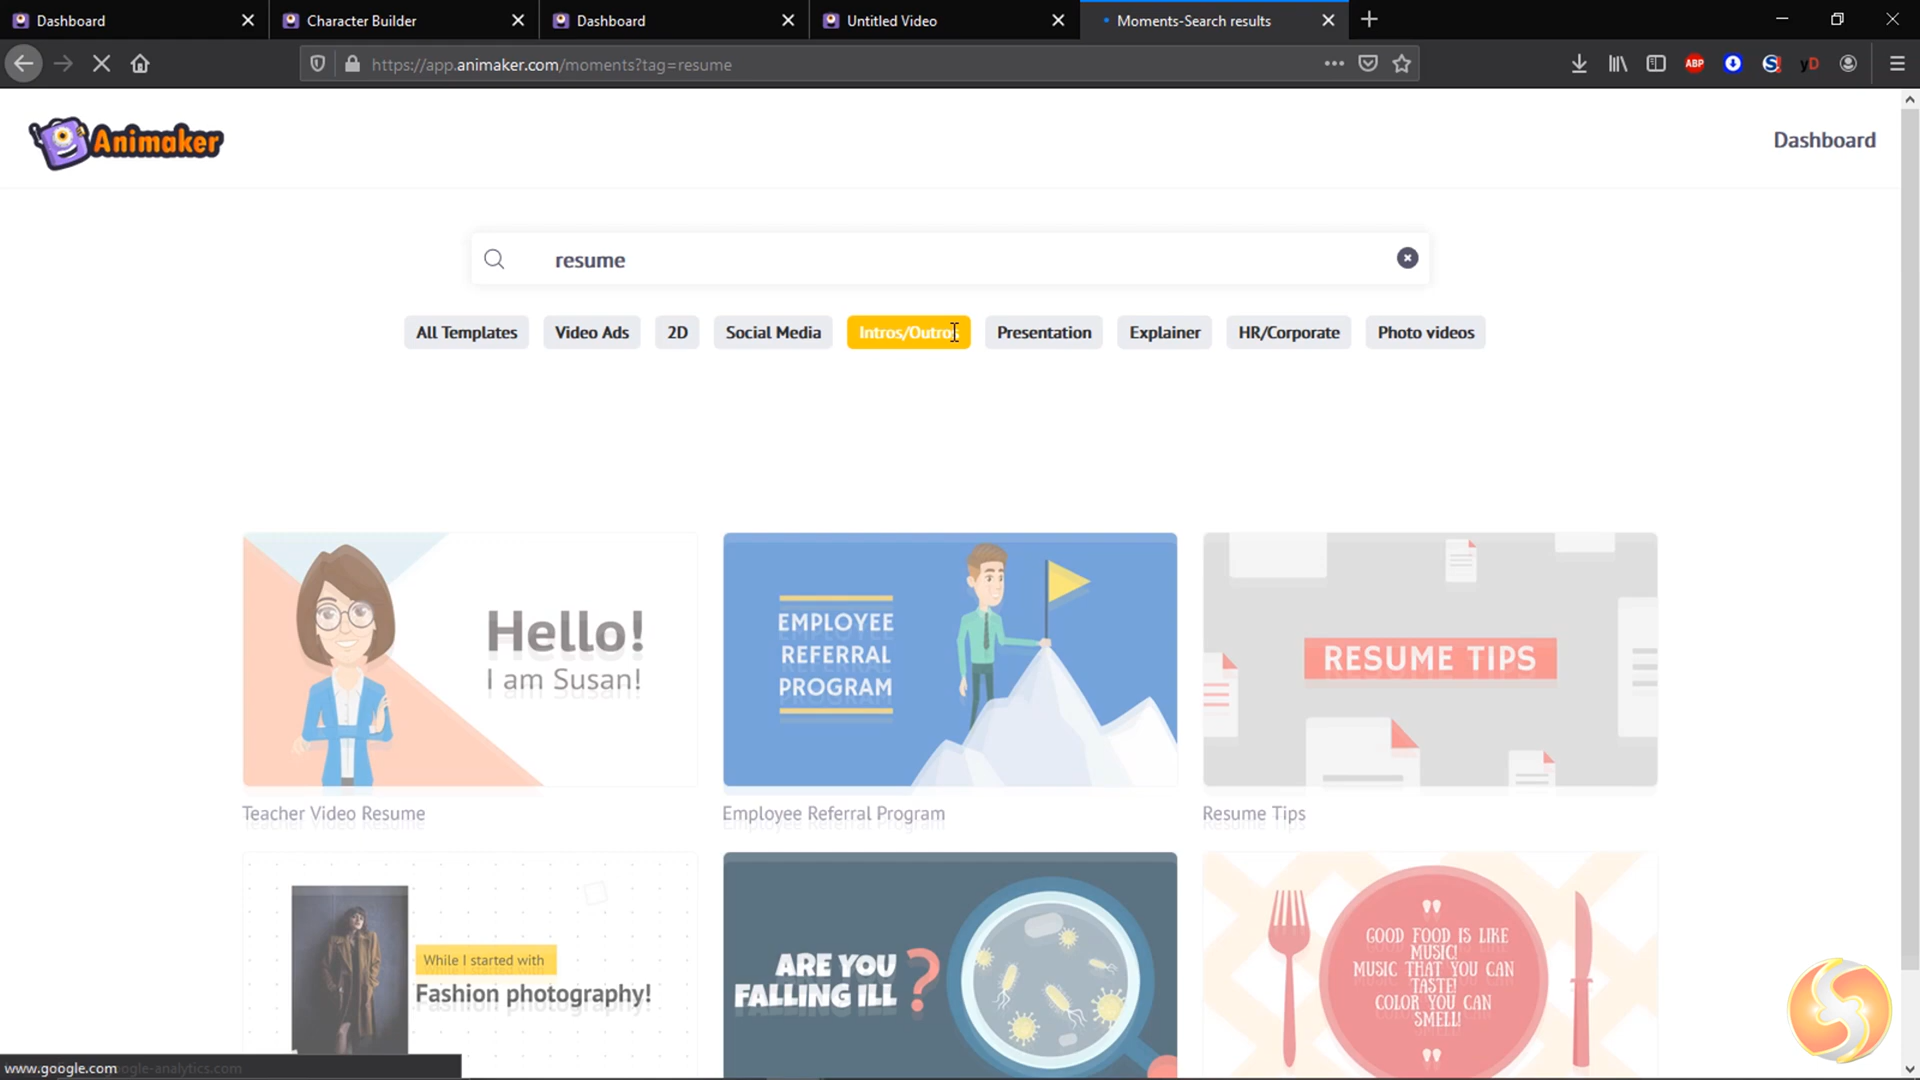 Dashboard
Character Builder
Dashboard
Untitled Video
Moments-Search results
https://app.animaker.com/moments?tag=resume
ABP
yD
Animaker
Dashboard
resume
All Templates
Video Ads
2D
Social Media
Intros/Outros
Presentation
Explainer
HR/Corporate
Photo videos
Hello!
I am Susan!
EMPLOYEE
REFERRAL
PROGRAM
RESUME TIPS
Teacher Video Resume
Employee Referral Program
Resume Tips
While I started with
Fashion photography!
ARE YOU
FALLING ILL ?
GOOD FOOD IS LIKE
MUSIC!
MUSIC THAT YOU CAN
TASTE!
COLOR YOU CAN
SMELL!
www.google.com